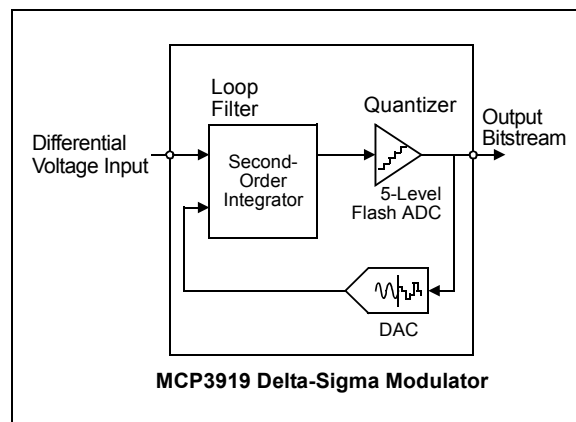 Loop
Filter
Quantizer
Output
Bitstream
Differential
Voltage Input
Second-
Order
Integrator
5-Level
Flash ADC
DAC
MCP3919 Delta-Sigma Modulator